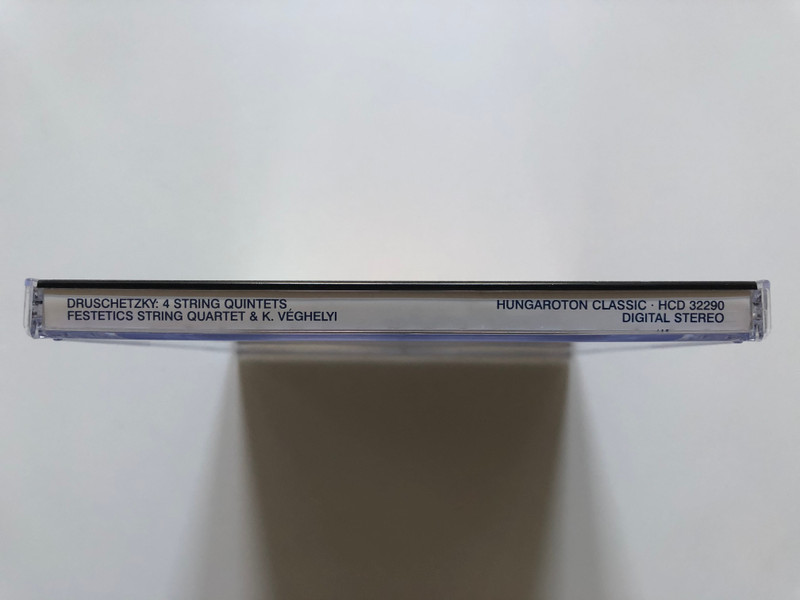 DRUSCHETZKY: 4 STRING QUINTETS
FESTETICS STRING QUARTET & K. VÉGHELYI
HUNGAROTON CLASSIC · HCD 32290
DIGITAL STEREO